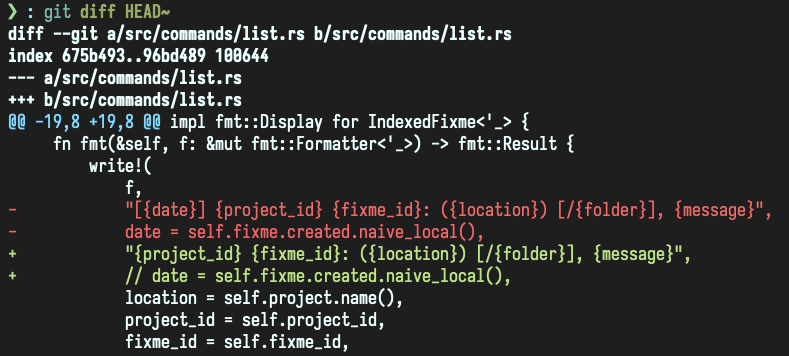 ❯ : git diff HEAD~
diff --git a/src/commands/list.rs b/src/commands/list.rs
index 675b493..96bd489 100644
--- a/src/commands/list.rs
+++ b/src/commands/list.rs
@@ -19,8 +19,8 @@ impl fmt::Display for IndexedFixme<'_> {
     fn fmt(&self, f: &mut fmt::Formatter<'_>) -> fmt::Result {
         write!(
             f,
-            "[{date}] {project_id} {fixme_id}: ({location}) [/{folder}], {message}",
-            date = self.fixme.created.naive_local(),
+            "{project_id} {fixme_id}: ({location}) [/{folder}], {message}",
+            // date = self.fixme.created.naive_local(),
             location = self.project.name(),
             project_id = self.project_id,
             fixme_id = self.fixme_id,